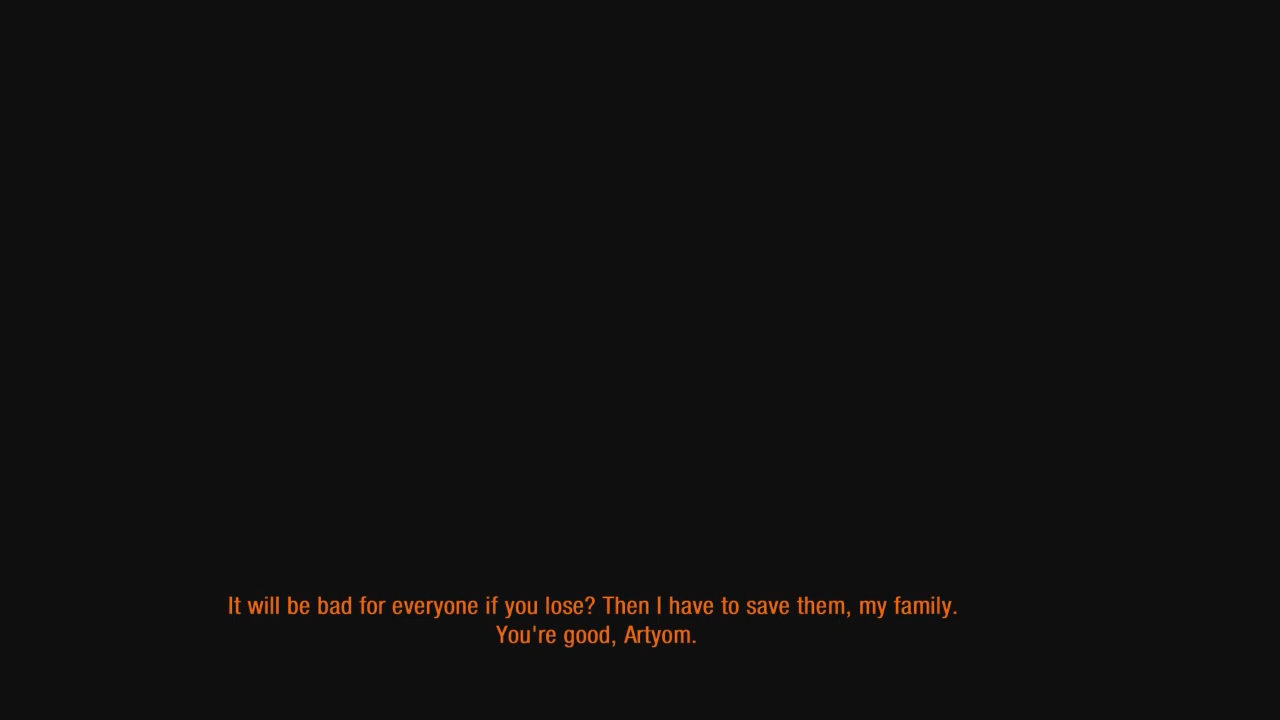 It will be bad for everyone if you lose? Then I have to save them, my family.
You're good, Artyom.